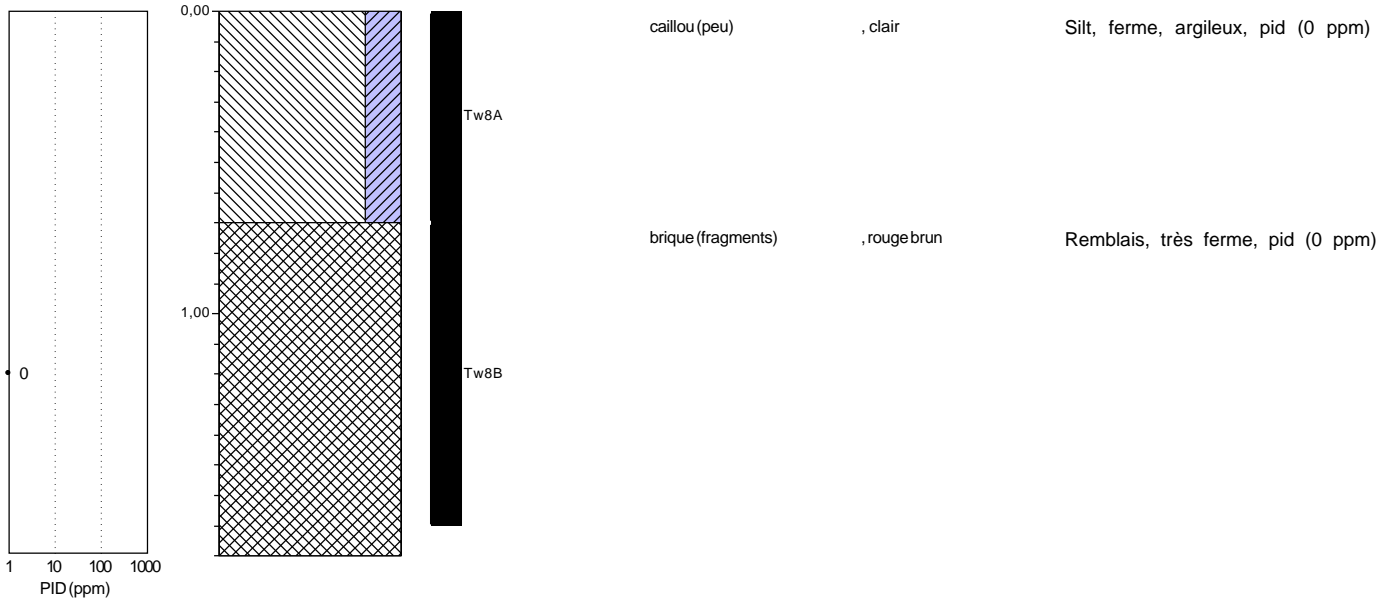 0,00
caillou (peu) , clair Silt, ferme, argileux, pid (0 ppm)
Tw8A
brique (fragments) , rouge brun Remblais, très ferme, pid (0 ppm)
1,00
0
Tw8B
1 10 100 1000
PID (ppm)